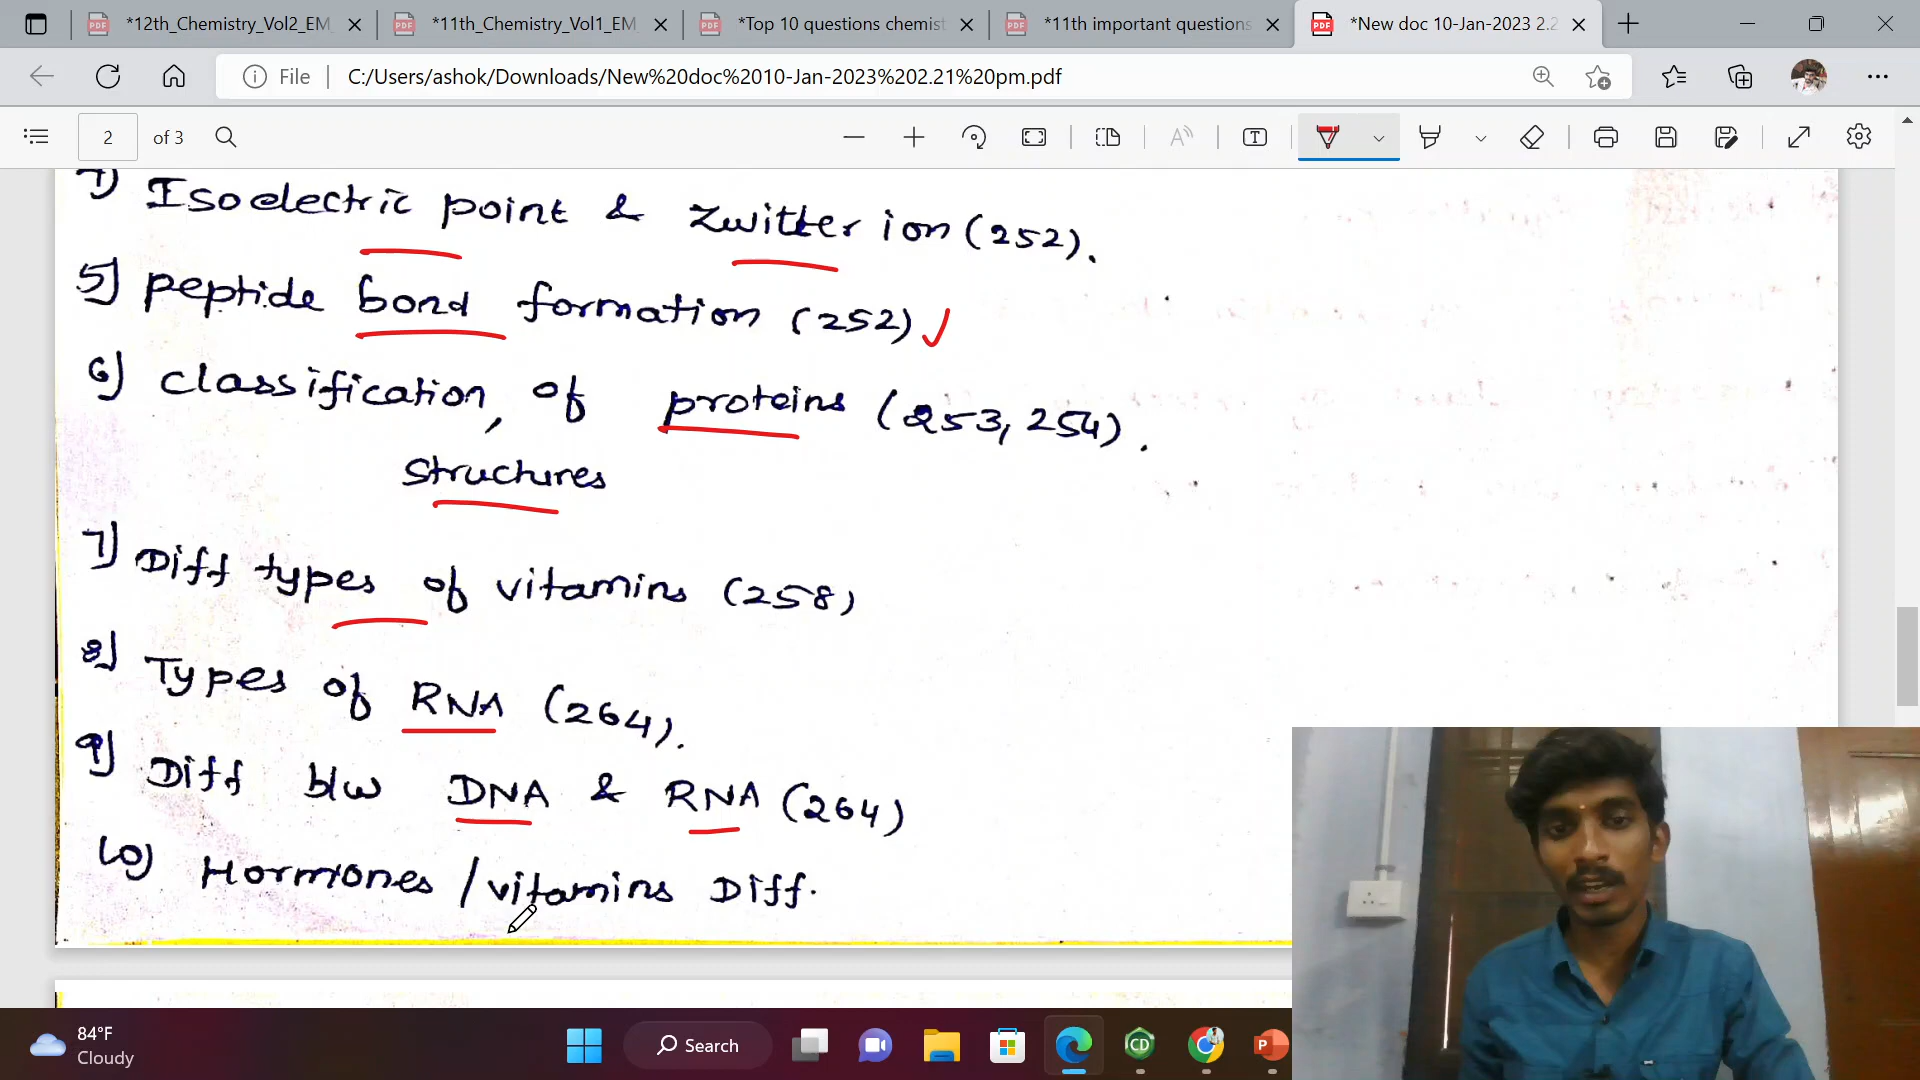 *12th_Chemistry_Vol2_EM
*11th_Chemistry_Vol1_EM
*Top 10 questions chemist
*11th important questions
*New doc 10-Jan-2023 2.2
File
C:/Users/ashok/Downloads/New%20doc%2010-Jan-2023%202.21%20pm.pdf
2 of 3
Isoelectric point & Zwitter ion (252).
5) peptide bond formation (252)
6) classification, of proteins (253, 254).
Structures
7) Diff types of vitamins (258)
8) Types of RNA (264).
9) Diff b/w DNA & RNA (264)
10) Hormones / vitamins Diff.
84°F
Cloudy
Search
CD
P